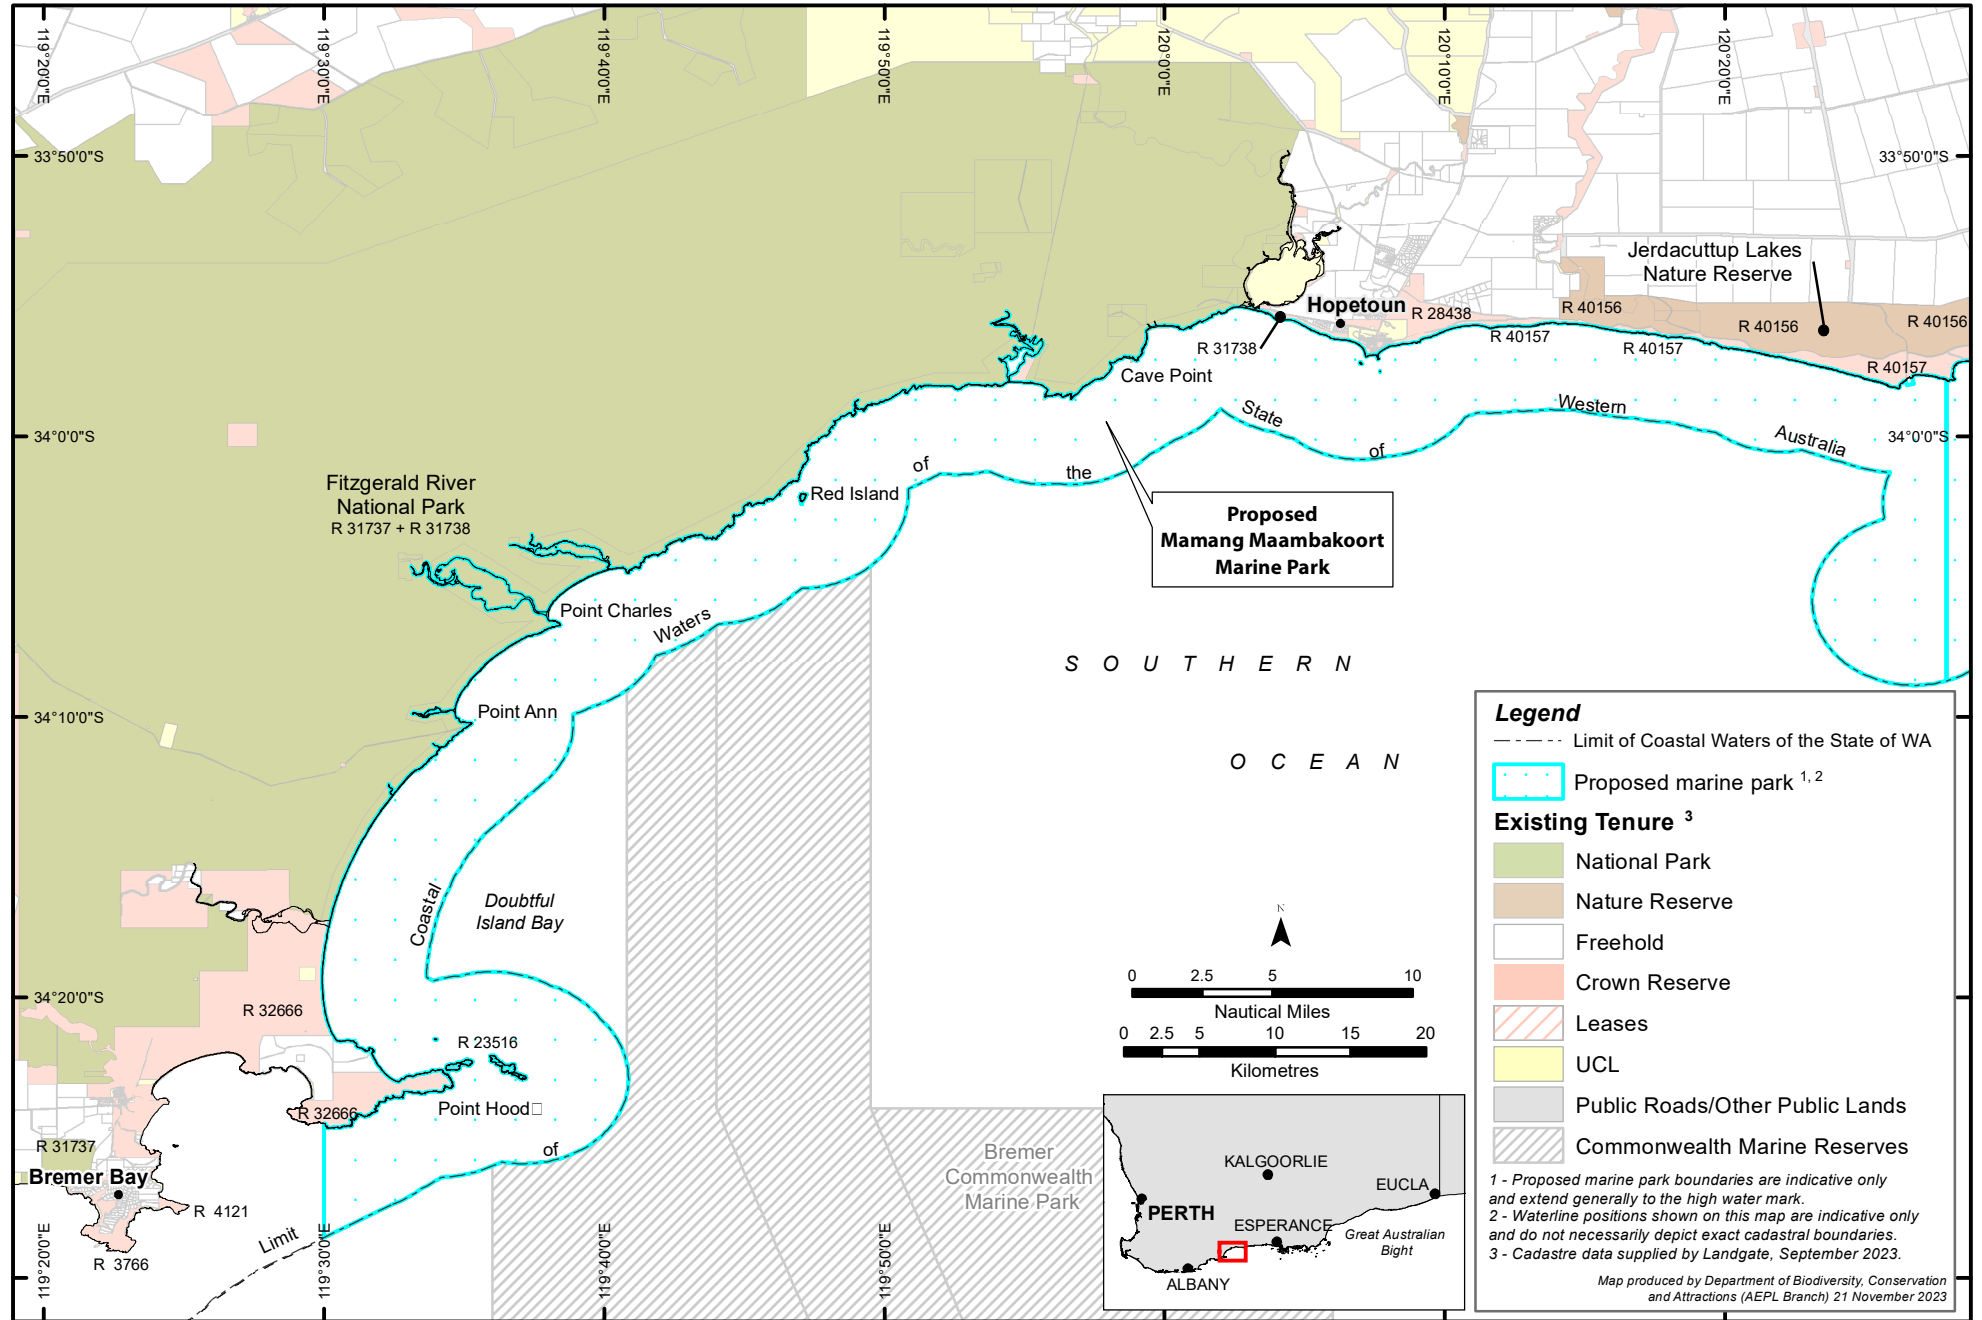 119°20'0"E
119°30'0"E
119°40'0"E
119°50'0"E
120°0'0"E
120°10'0"E
120°20'0"E
33°50'0"S
33°50'0"S
Jerdacuttup Lakes
Nature Reserve
Hopetoun
R 28438
R 40156
R 40156
R 40156
R 31738
R 40157
R 40157
R 40157
Cave Point
State
of
Western
Australia
34°0'0"S
34°0'0"S
of
the
Red Island
Fitzgerald River
National Park
R 31737 + R 31738
Proposed
Mamang Maambakoort
Marine Park
Point Charles
Waters
SOUTHERN
OCEAN
34°10'0"S
Point Ann
Coastal
Doubtful
Island Bay
34°20'0"S
R 32666
R 23516
R 32666
Point Hood□
of
R 31737
Bremer Bay
R 4121
R 3766
Limit
Bremer
Commonwealth
Marine Park
119°20'0"E
119°30'0"E
119°40'0"E
119°50'0"E
N
0 2.5 5 10
Nautical Miles
0 2.5 5 10 15 20
Kilometres
KALGOORLIE
EUCLA
PERTH
ESPERANCE
Great Australian
Bight
ALBANY
Legend
Limit of Coastal Waters of the State of WA
Proposed marine park 1, 2
Existing Tenure 3
National Park
Nature Reserve
Freehold
Crown Reserve
Leases
UCL
Public Roads/Other Public Lands
Commonwealth Marine Reserves
1 - Proposed marine park boundaries are indicative only
and extend generally to the high water mark.
2 - Waterline positions shown on this map are indicative only
and do not necessarily depict exact cadastral boundaries.
3 - Cadastre data supplied by Landgate, September 2023.
Map produced by Department of Biodiversity, Conservation
and Attractions (AEPL Branch) 21 November 2023